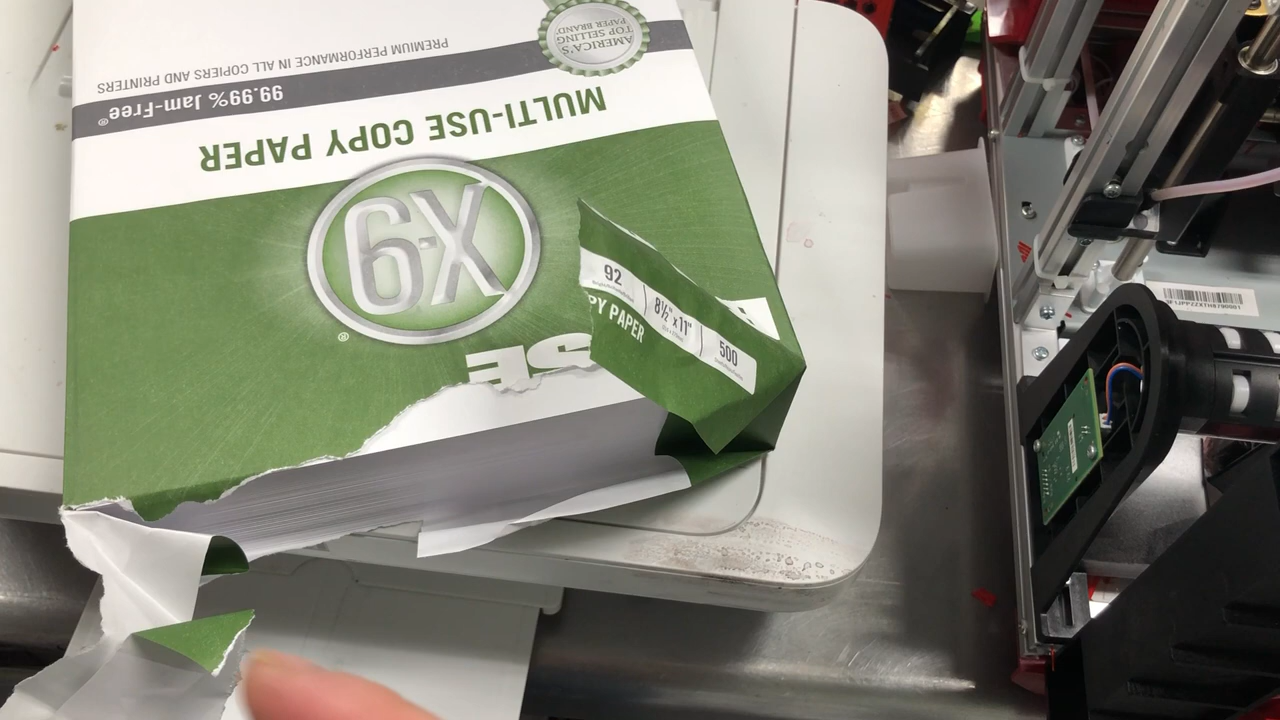 AMERICA'S
TOP SELLING
PAPER BRAND
PREMIUM PERFORMANCE IN ALL COPIERS AND PRINTERS
99.99% Jam-Free®
MULTI-USE COPY PAPER
X-9
®
SE
92
8½" x 11"
500
PY PAPER